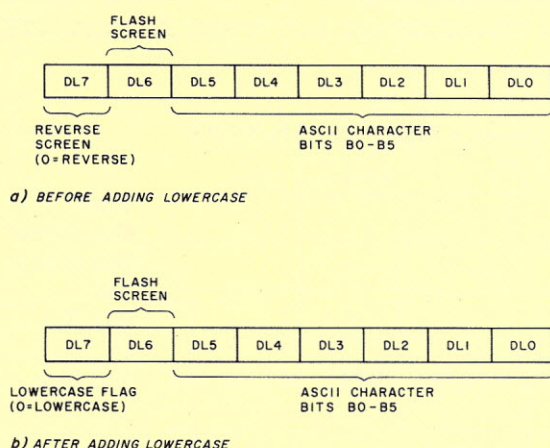 FLASH
SCREEN
DL7 DL6 DL5 DL4 DL3 DL2 DL1 DL0
REVERSE
SCREEN
(0=REVERSE)
ASCII CHARACTER
BITS B0-B5
a) BEFORE ADDING LOWERCASE
FLASH
SCREEN
DL7 DL6 DL5 DL4 DL3 DL2 DL1 DL0
LOWERCASE FLAG
(0=LOWERCASE)
ASCII CHARACTER
BITS B0-B5
b) AFTER ADDING LOWERCASE